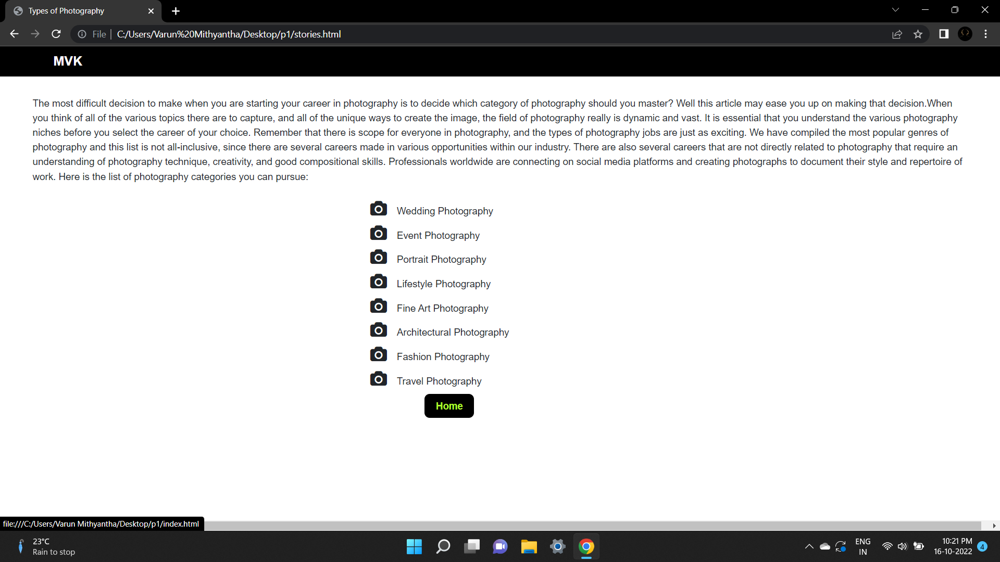 Types of Photography
File | C:/Users/Varun%20Mithyantha/Desktop/p1/stories.html
MVK
The most difficult decision to make when you are starting your career in photography is to decide which category of photography should you master? Well this article may ease you up on making that decision.When
you think of all of the various topics there are to capture, and all of the unique ways to create the image, the field of photography really is dynamic and vast. It is essential that you understand the various photography
niches before you select the career of your choice. Remember that there is scope for everyone in photography, and the types of photography jobs are just as exciting. We have compiled the most popular genres of
photography and this list is not all-inclusive, since there are several careers made in various opportunities within our industry. There are also several careers that are not directly related to photography that require an
understanding of photography technique, creativity, and good compositional skills. Professionals worldwide are connecting on social media platforms and creating photographs to document their style and repertoire of
work. Here is the list of photography categories you can pursue:
Wedding Photography
Event Photography
Portrait Photography
Lifestyle Photography
Fine Art Photography
Architectural Photography
Fashion Photography
Travel Photography
Home
file:///C:/Users/Varun Mithyantha/Desktop/p1/index.html
23°C
Rain to stop
ENG
IN
10:21 PM
16-10-2022
4